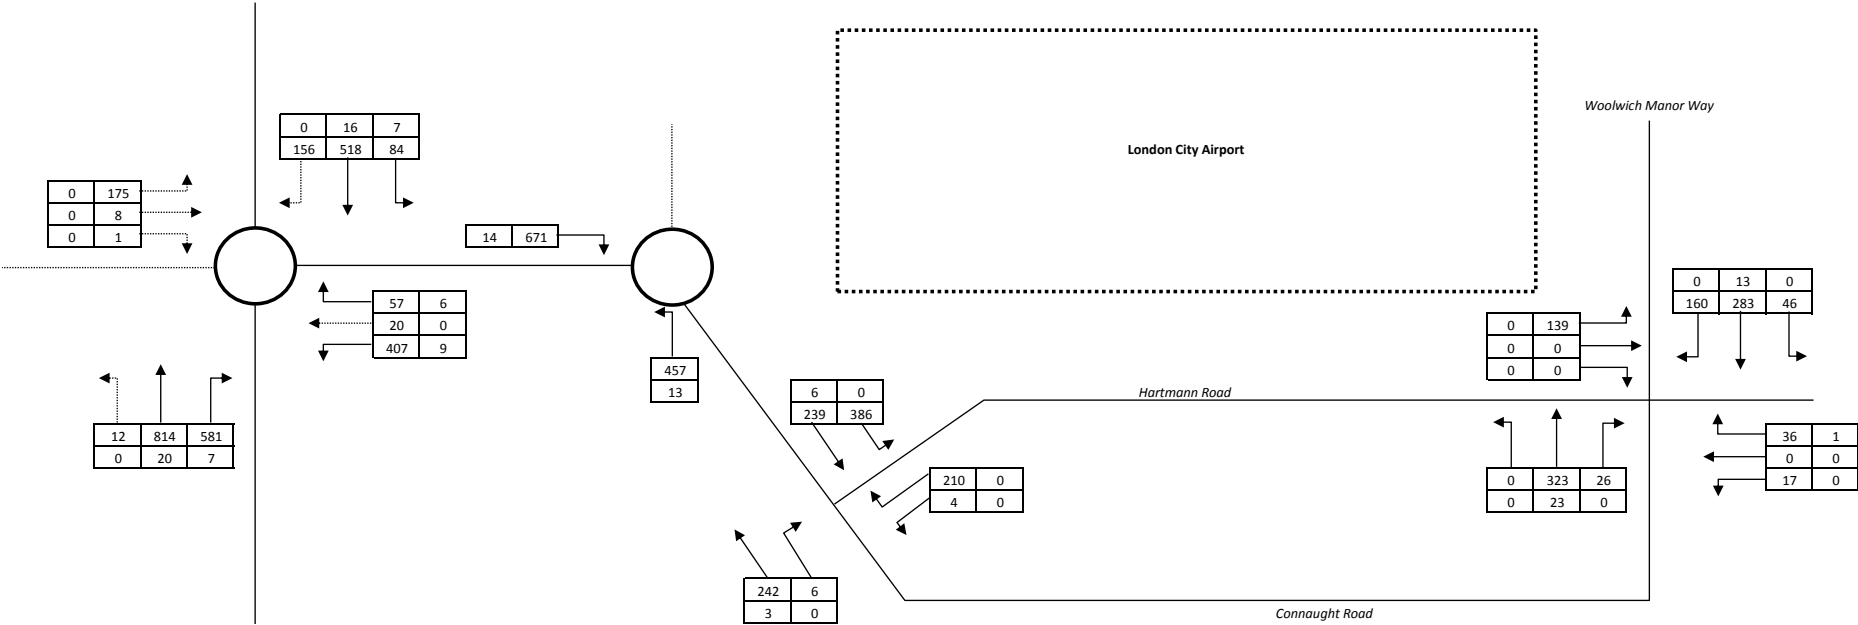 Woolwich Manor Way
0 16 7
156 518 84
London City Airport
0 175
0 8
0 1
14 671
0 13 0
160 283 46
57 6
20 0
407 9
0 139
0 0
0 0
457
13
6 0
239 386
Hartmann Road
12 814 581
0 20 7
36 1
0 0
17 0
210 0
4 0
0 323 26
0 23 0
242 6
3 0
Connaught Road